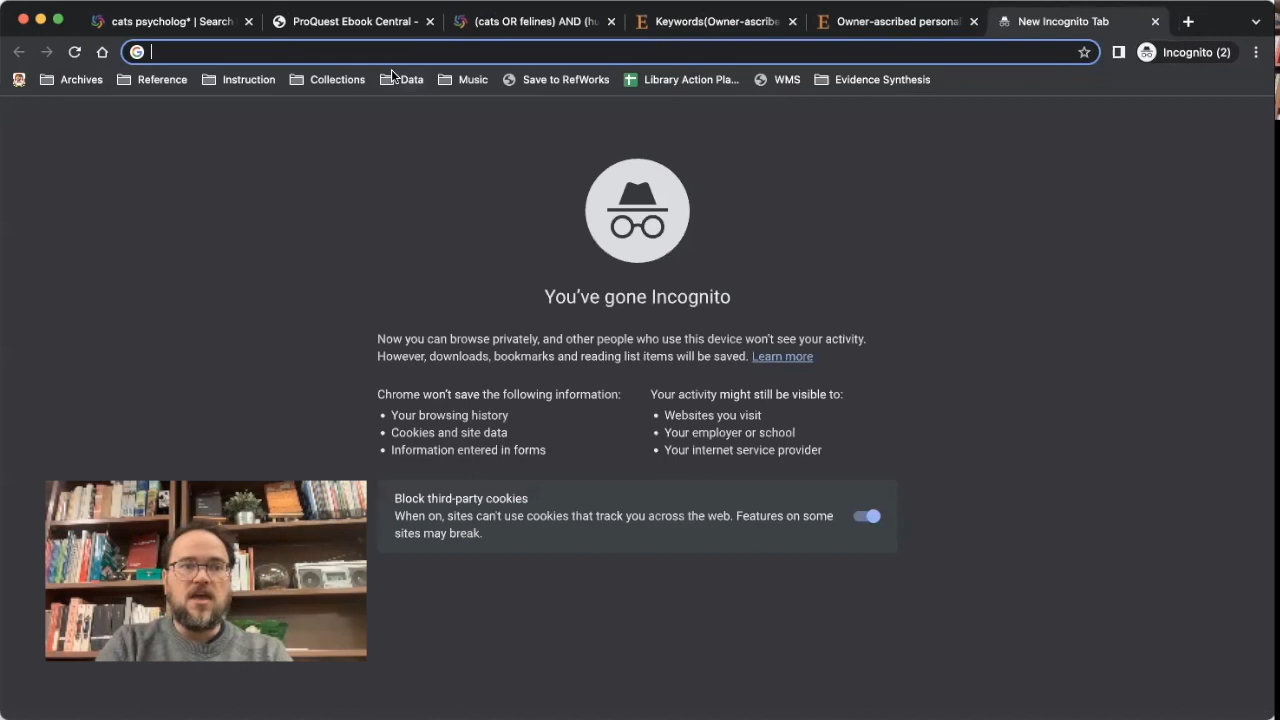 cats psycholog* | Search
ProQuest Ebook Central -
(cats OR felines) AND (hu
Keywords(Owner-ascribe
Owner-ascribed personal
New Incognito Tab
Incognito (2)
Archives
Reference
Instruction
Collections
Data
Music
Save to RefWorks
Library Action Pla...
WMS
Evidence Synthesis
You've gone Incognito
Now you can browse privately, and other people who use this device won't see your activity.
However, downloads, bookmarks and reading list items will be saved. Learn more
Chrome won't save the following information:
• Your browsing history
• Cookies and site data
• Information entered in forms
Your activity might still be visible to:
• Websites you visit
• Your employer or school
• Your internet service provider
Block third-party cookies
When on, sites can't use cookies that track you across the web. Features on some
sites may break.